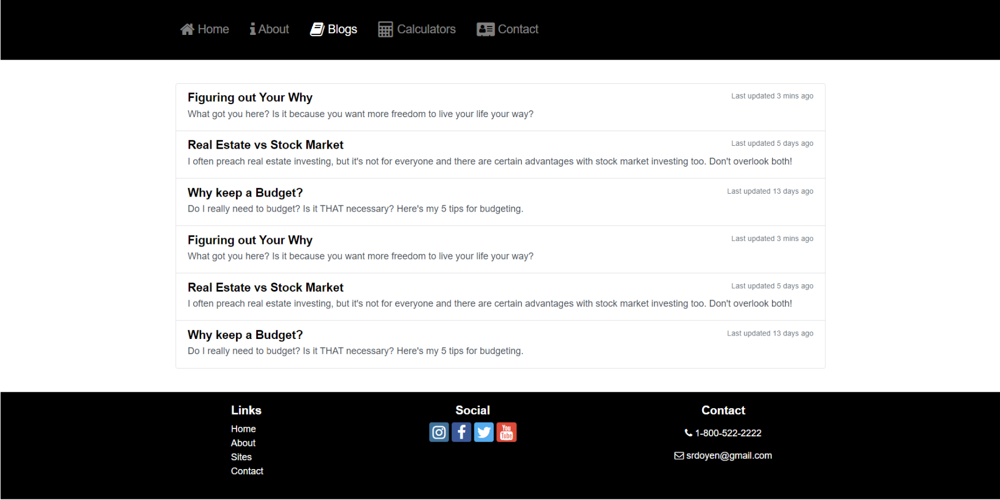 Home About Blogs Calculators Contact
Figuring out Your Why Last updated 3 mins ago
What got you here? Is it because you want more freedom to live your life your way?
Real Estate vs Stock Market Last updated 5 days ago
I often preach real estate investing, but it's not for everyone and there are certain advantages with stock market investing too. Don't overlook both!
Why keep a Budget? Last updated 13 days ago
Do I really need to budget? Is it THAT necessary? Here's my 5 tips for budgeting.
Figuring out Your Why Last updated 3 mins ago
What got you here? Is it because you want more freedom to live your life your way?
Real Estate vs Stock Market Last updated 5 days ago
I often preach real estate investing, but it's not for everyone and there are certain advantages with stock market investing too. Don't overlook both!
Why keep a Budget? Last updated 13 days ago
Do I really need to budget? Is it THAT necessary? Here's my 5 tips for budgeting.
Links
Home
About
Sites
Contact
Social
You
Tube
Contact
1-800-522-2222
srdoyen@gmail.com